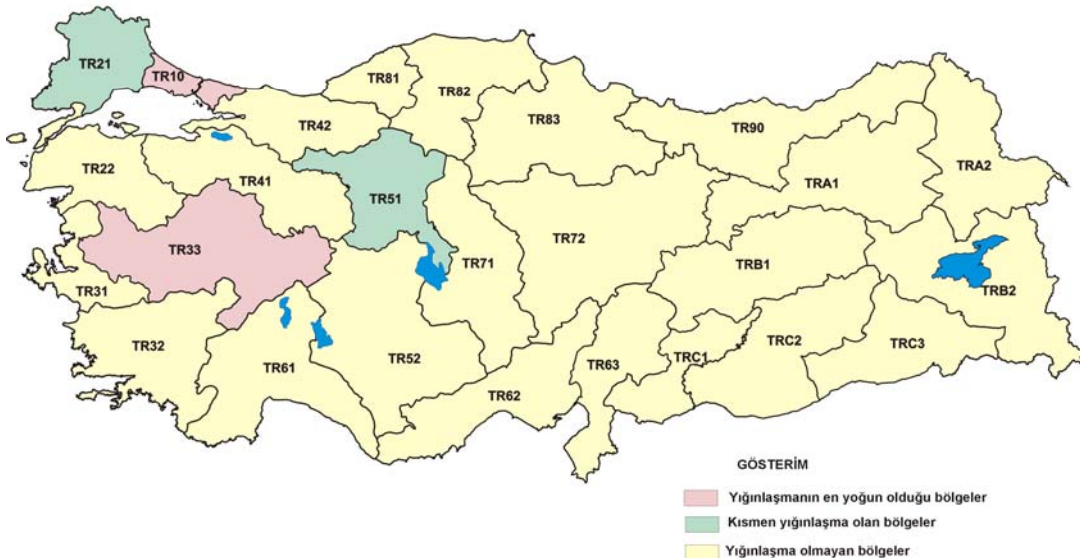 TR21
TR10
TR81
TR82
TR42
TR83
TR90
TRA2
TR22
TR41
TRA1
TR51
TR33
TR72
TR71
TRB1
TRB2
TR31
TR32
TR52
TR61
TR63
TRC1
TRC2
TRC3
TR62
GÖSTERİM
Yığınlaşmanın en yoğun olduğu bölgeler
Kısmen yığınlaşma olan bölgeler
Yığınlaşma olmayan bölgeler